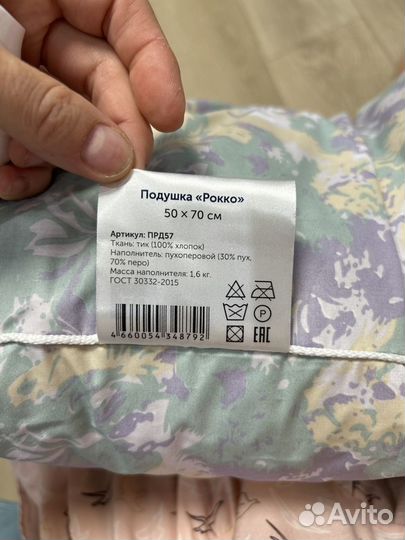 Подушка «Рокко»
50 × 70 см
Артикул: ПРД57
Ткань: тик (100% хлопок)
Наполнитель: пухоперовой (30% пух,
70% перо)
Масса наполнителя: 1,6 кг.
ГОСТ 30332-2015
4 660054 348792
P
EAC
Avito